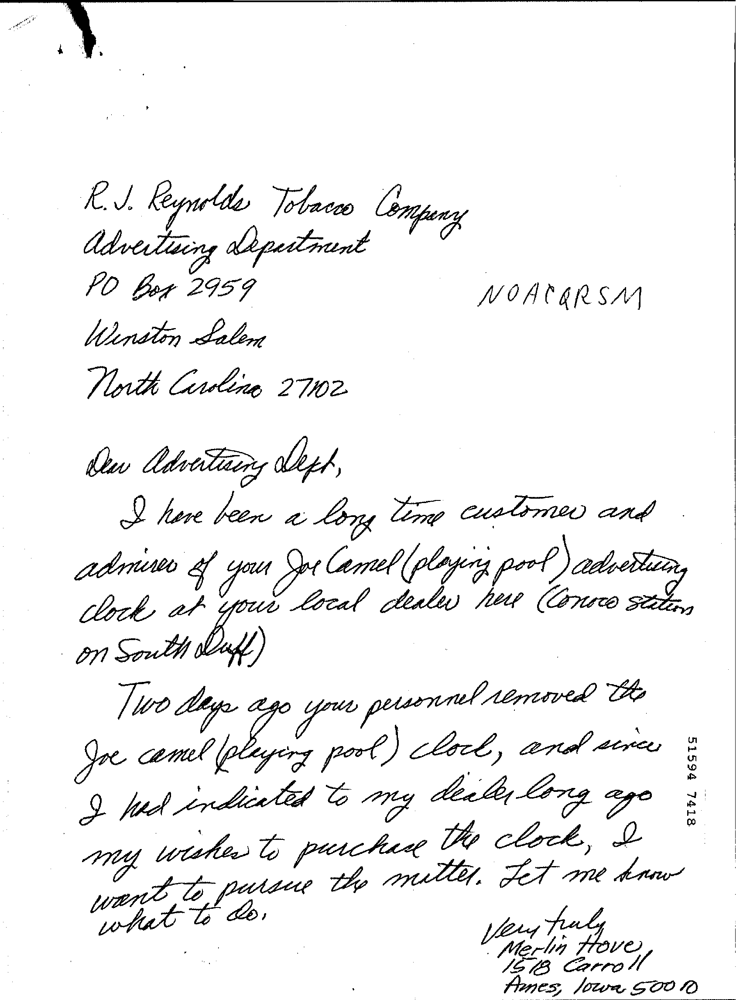 R.J. Reynolds Tobacco Company
Advertising Department
PO Box 2959
NOACQRSM
Winston Salem
North Carolina 27102
Dear Advertising Dept,
I have been a long time customer and
admirer of your Joe Camel (playing pool) advertising
clock at your local dealer here (Conoco Station
on South Duff)
Two days ago your personnel removed the
Joe camel (playing pool) clock, and since
I had indicated to my dealer long ago
my wishes to purchase the clock, I
want to pursue the matter. Let me know
what to do.
Very truly
Merlin Hove
1518 Carroll
Ames, Iowa 50010
51594 7418